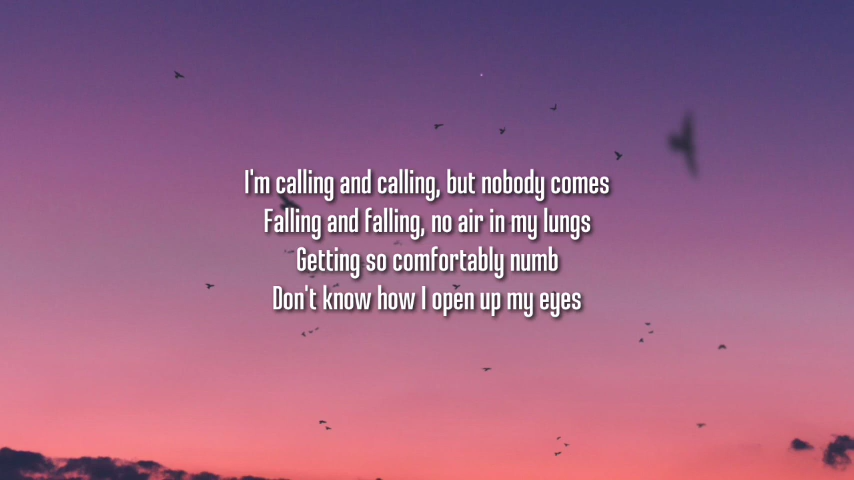 I'm calling and calling, but nobody comes
Falling and falling, no air in my lungs
Getting so comfortably numb
Don't know how I open up my eyes